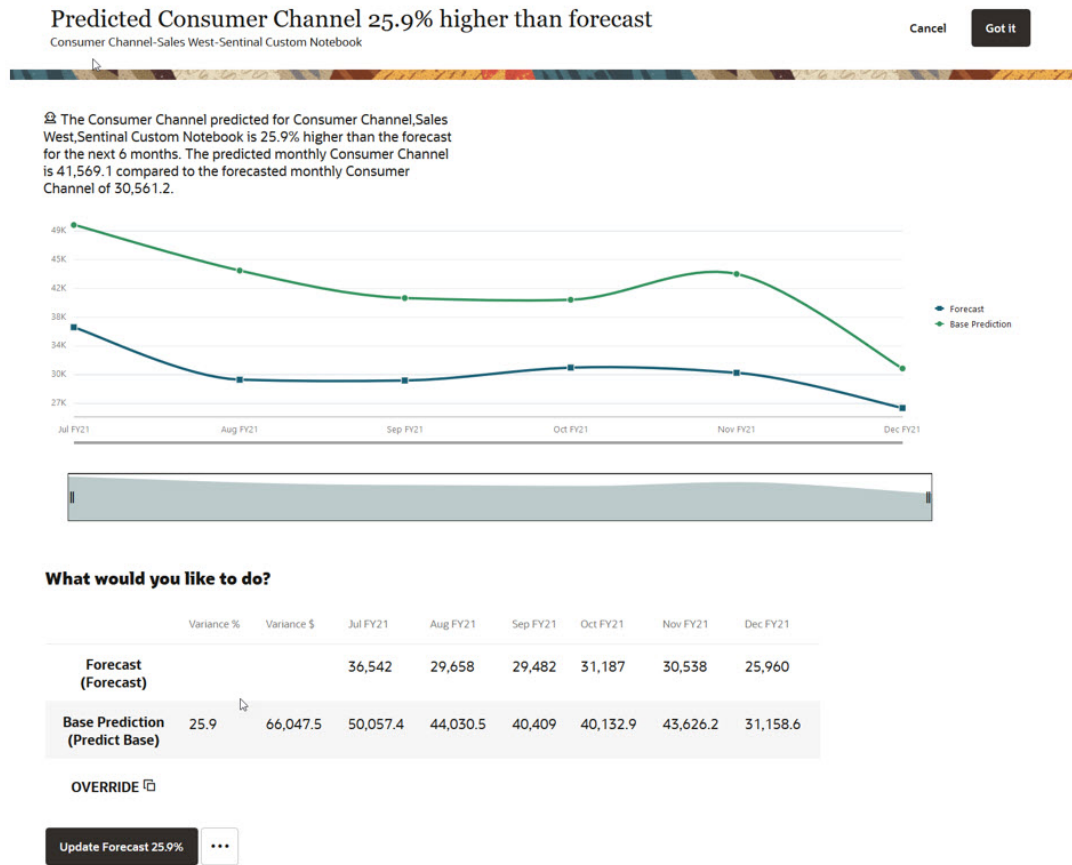 Predicted Consumer Channel 25.9% higher than forecast
Consumer Channel-Sales West-Sentinal Custom Notebook
Cancel
Got it
The Consumer Channel predicted for Consumer Channel,Sales
West,Sentinal Custom Notebook is 25.9% higher than the forecast
for the next 6 months. The predicted monthly Consumer Channel
is 41,569.1 compared to the forecasted monthly Consumer
Channel of 30,561.2.
49K
45K
42K
38K
34K
30K
27K
Jul FY21 Aug FY21 Sep FY21 Oct FY21 Nov FY21 Dec FY21
Forecast
Base Prediction
What would you like to do?
Variance % Variance $ Jul FY21 Aug FY21 Sep FY21 Oct FY21 Nov FY21 Dec FY21
Forecast
(Forecast)
36,542 29,658 29,482 31,187 30,538 25,960
Base Prediction
(Predict Base)
25.9 66,047.5 50,057.4 44,030.5 40,409 40,132.9 43,626.2 31,158.6
OVERRIDE
Update Forecast 25.9%